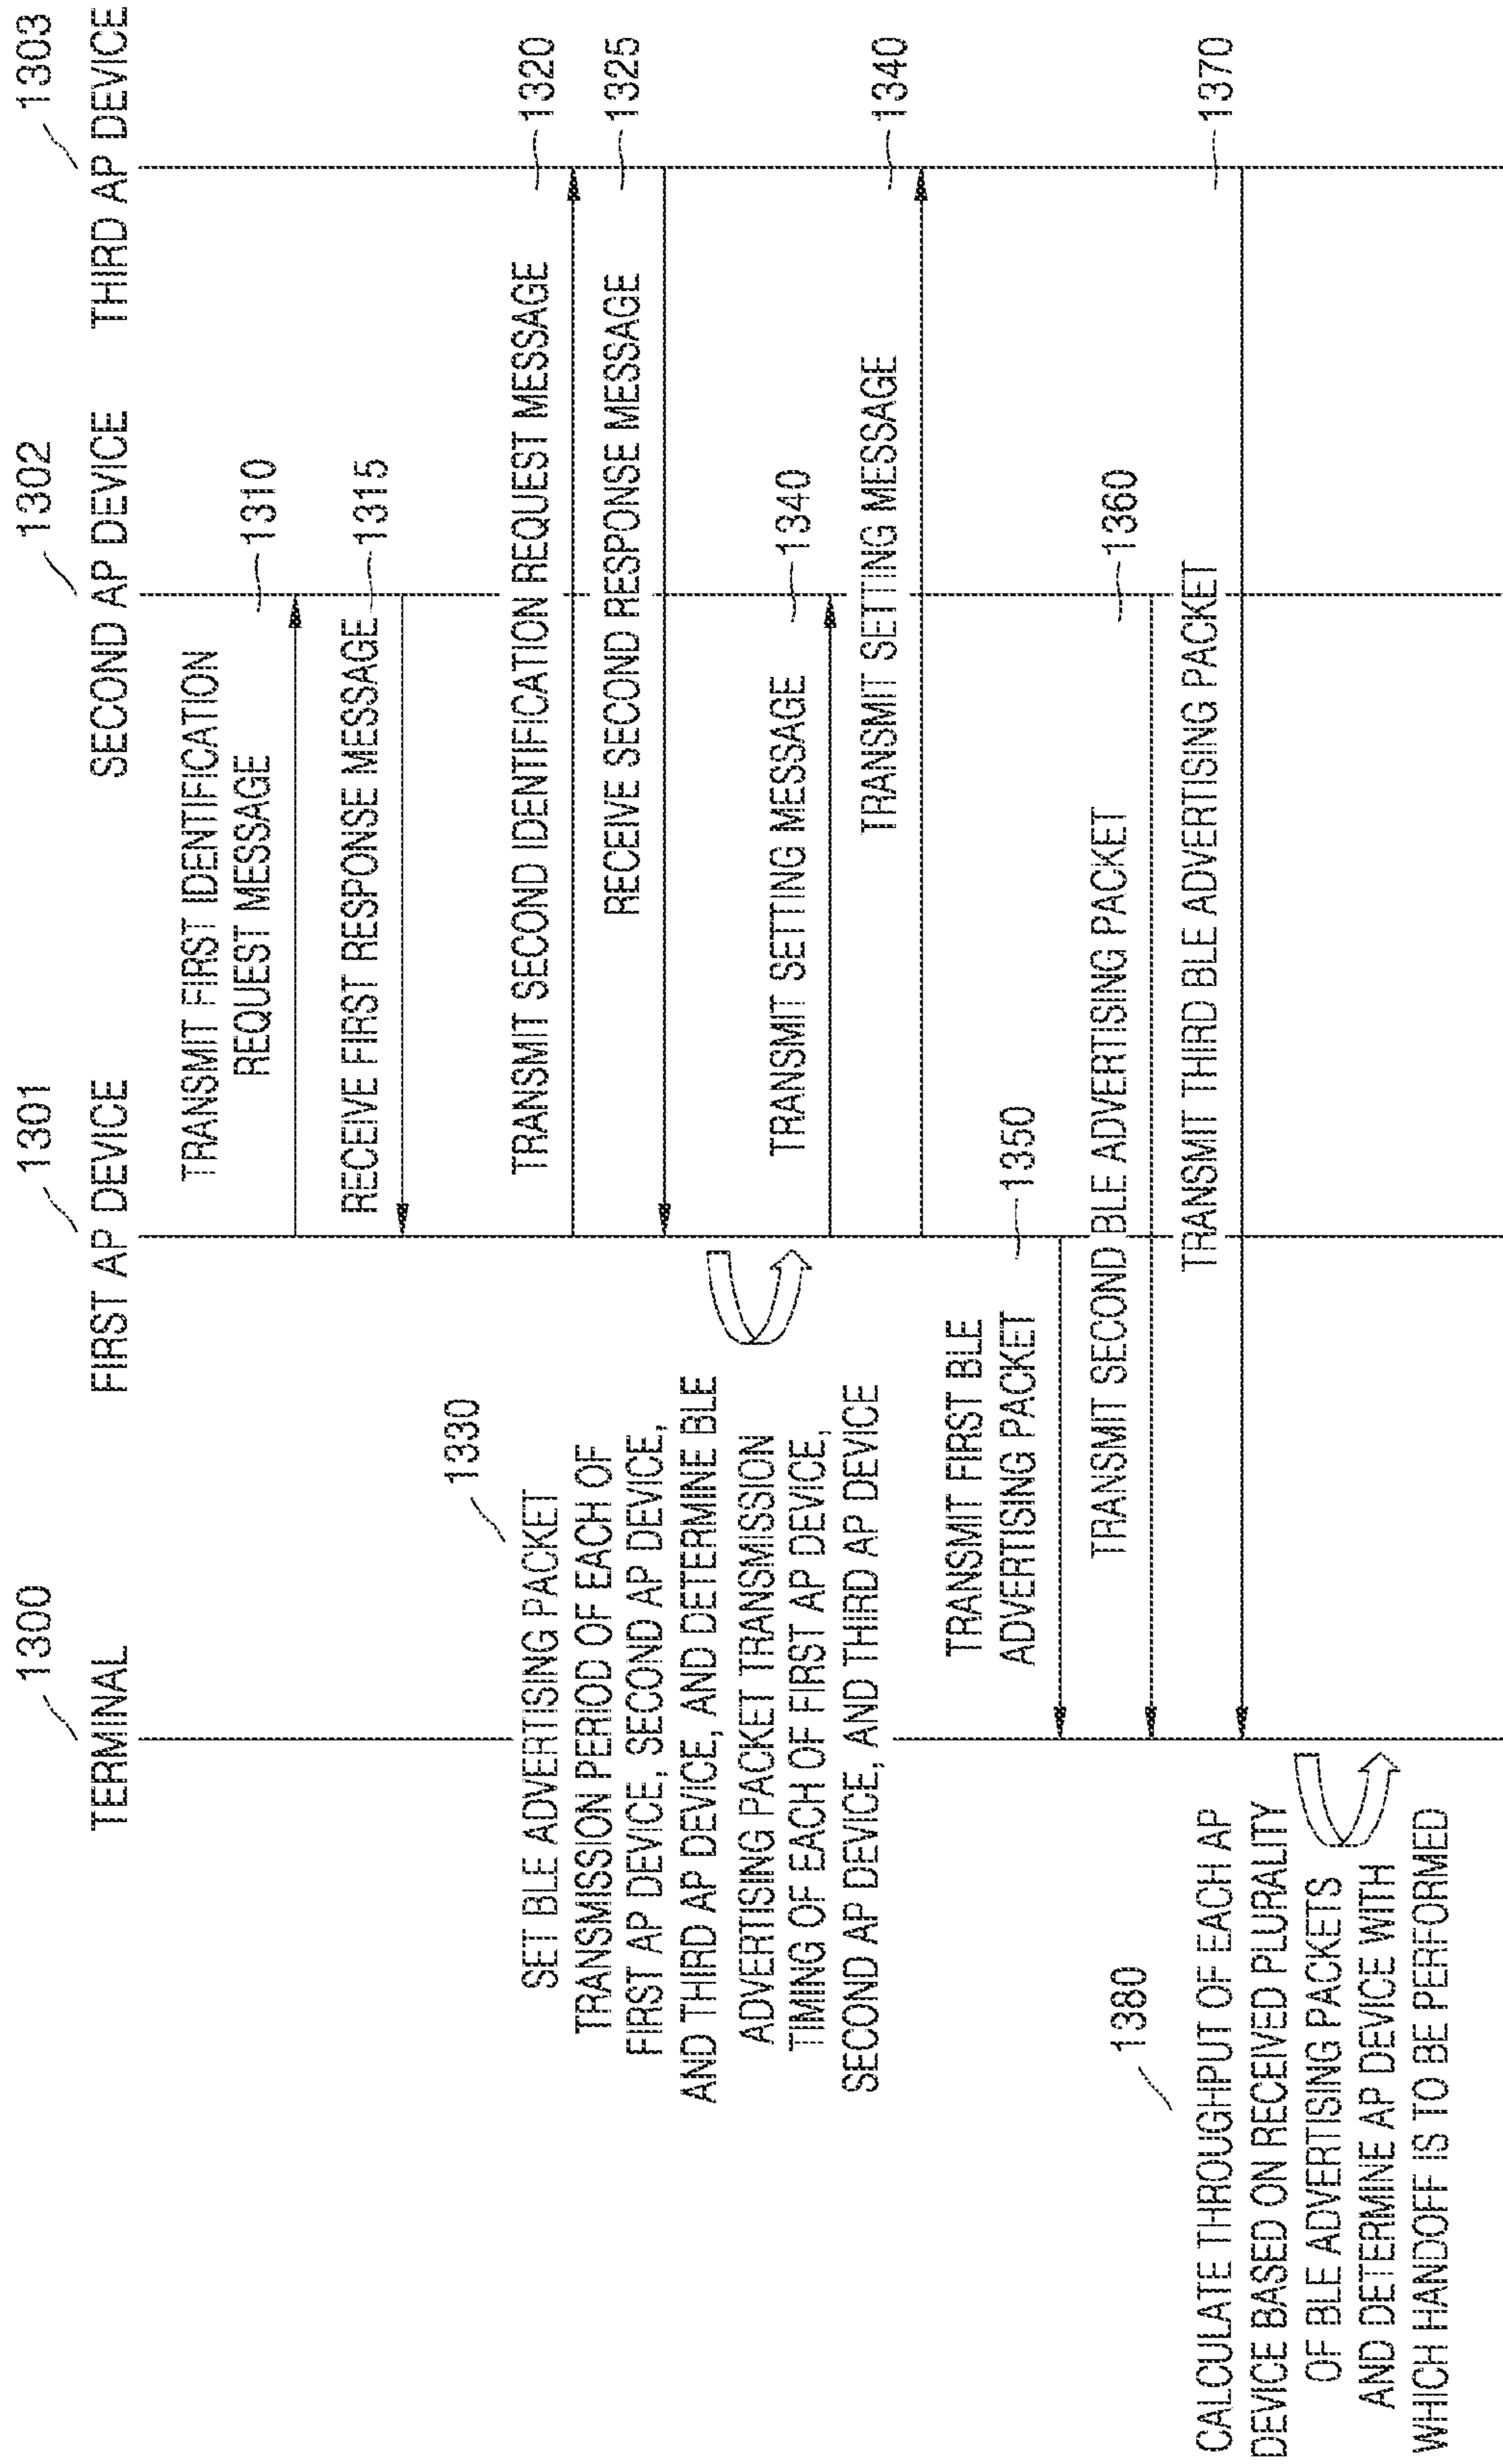 1300
TERMINAL
1301
FIRST AP DEVICE
1302
SECOND AP DEVICE
1303
THIRD AP DEVICE
TRANSMIT FIRST IDENTIFICATION
REQUEST MESSAGE
1310
RECEIVE FIRST RESPONSE MESSAGE
1315
TRANSMIT SECOND IDENTIFICATION REQUEST MESSAGE
1320
RECEIVE SECOND RESPONSE MESSAGE
1325
1330
SET BLE ADVERTISING PACKET
TRANSMISSION PERIOD OF EACH OF
FIRST AP DEVICE, SECOND AP DEVICE,
AND THIRD AP DEVICE, AND DETERMINE BLE
ADVERTISING PACKET TRANSMISSION
TIMING OF EACH OF FIRST AP DEVICE,
SECOND AP DEVICE, AND THIRD AP DEVICE
TRANSMIT SETTING MESSAGE
1340
TRANSMIT SETTING MESSAGE
1340
TRANSMIT FIRST BLE
ADVERTISING PACKET
1350
TRANSMIT SECOND BLE ADVERTISING PACKET
1360
TRANSMIT THIRD BLE ADVERTISING PACKET
1370
1380
CALCULATE THROUGHPUT OF EACH AP
DEVICE BASED ON RECEIVED PLURALITY
OF BLE ADVERTISING PACKETS
AND DETERMINE AP DEVICE WITH
WHICH HANDOFF IS TO BE PERFORMED